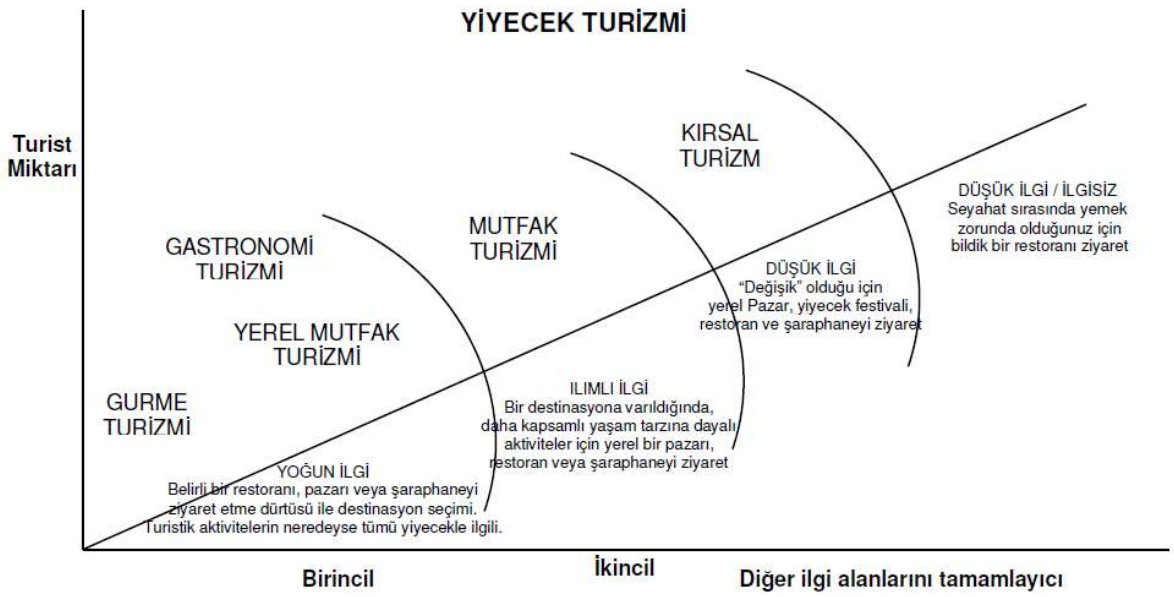 YİYECEK TURİZMİ
Turist
Miktarı
KIRSAL
TURİZM
DÜŞÜK İLGİ / İLGİSİZ
Seyahat sırasında yemek
zorunda olduğunuz için
bildik bir restoranı ziyaret
MUTFAK
TURİZMİ
GASTRONOMİ
TURİZMİ
DÜŞÜK İLGİ
“Değişik” olduğu için
yerel Pazar, yiyecek festivali,
restoran ve şaraphaneyi ziyaret
YEREL MUTFAK
TURİZMİ
GURME
TURİZMİ
ILIMLI İLGİ
Bir destinasyona varıldığında,
daha kapsamlı yaşam tarzına dayalı
aktiviteler için yerel bir pazarı,
restoran veya şaraphaneyi ziyaret
YOĞUN İLGİ
Belirli bir restoranı, pazarı veya şaraphaneyi
ziyaret etme dürtüsü ile destinasyon seçimi.
Turistik aktivitelerin neredeyse tümü yiyecekle ilgili.
Birincil
İkincil
Diğer ilgi alanlarını tamamlayıcı